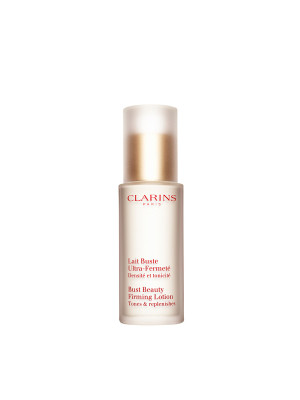 CLARINS
PARIS
Lait Buste
Ultra-Fermeté
Densité et tonicité
Bust Beauty
Firming Lotion
Tones & replenishes